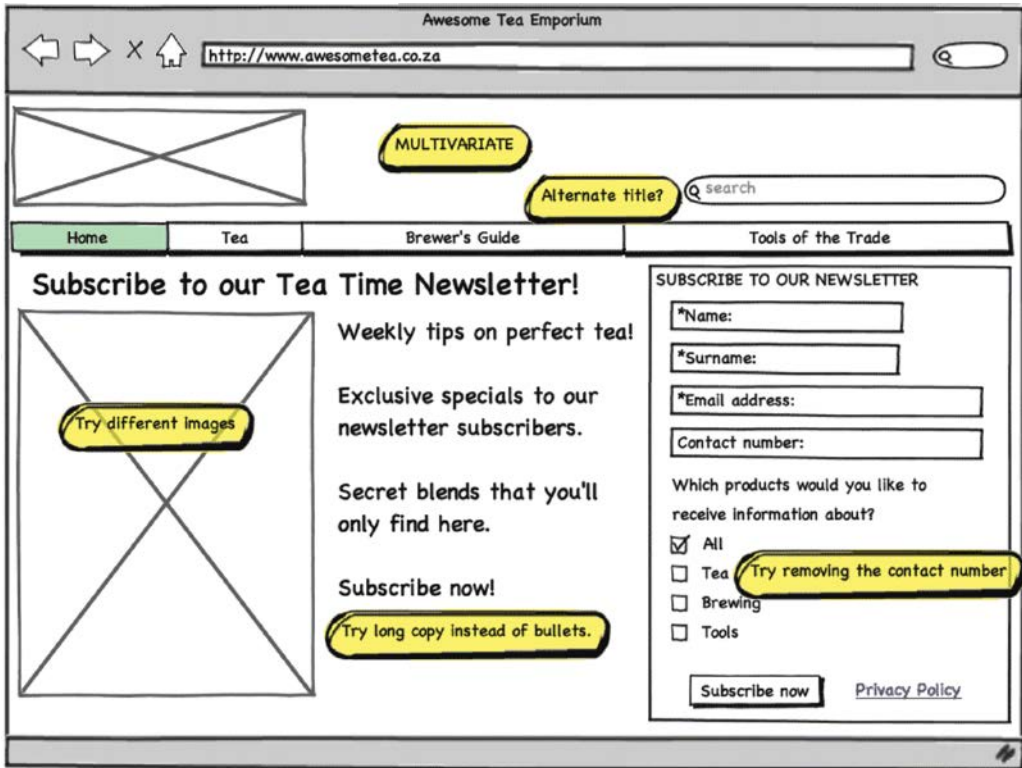 Awesome Tea Emporium
http://www.awesometea.co.za
MULTIVARIATE
Alternate title?
search
Home
Tea
Brewer's Guide
Tools of the Trade
Subscribe to our Tea Time Newsletter!
Try different images
Weekly tips on perfect tea!
Exclusive specials to our
newsletter subscribers.
Secret blends that you'll
only find here.
Subscribe now!
Try long copy instead of bullets.
SUBSCRIBE TO OUR NEWSLETTER
*Name:
*Surname:
*Email address:
Contact number:
Which products would you like to
receive information about?
All
Tea
Try removing the contact number
Brewing
Tools
Subscribe now
Privacy Policy